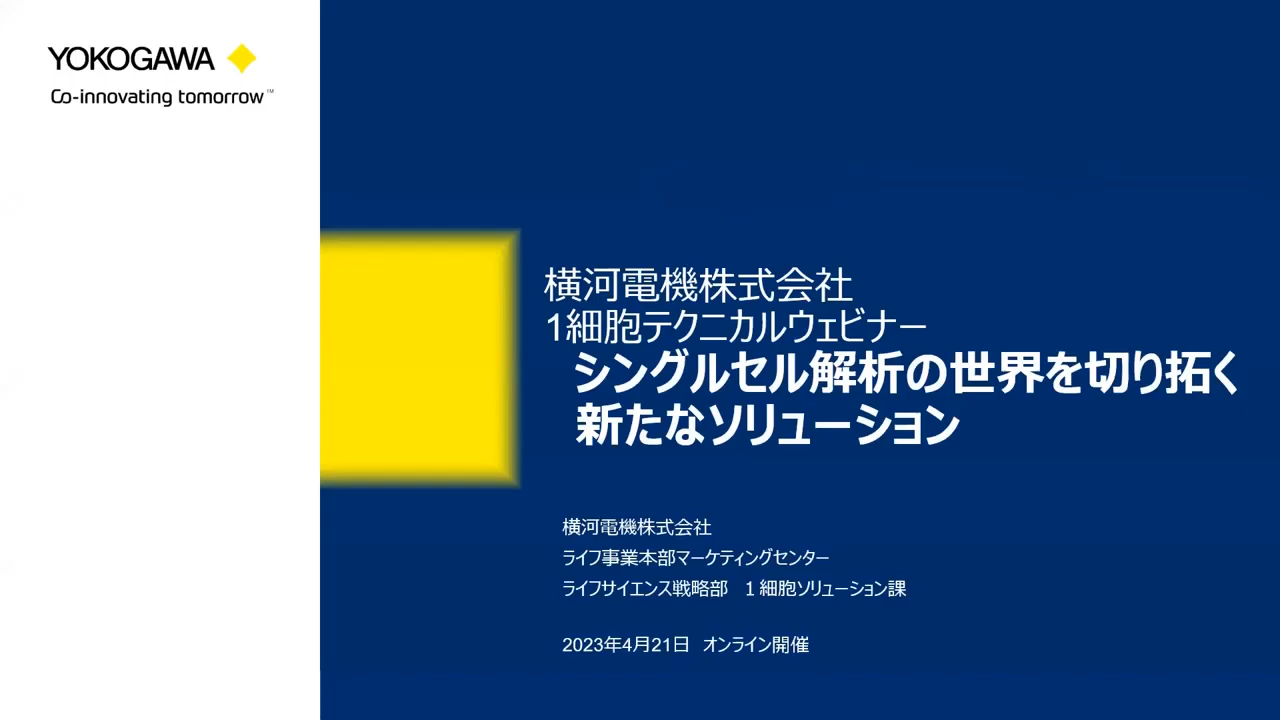 YOKOGAWA
Co-innovating tomorrow™
横河電機株式会社
1細胞テクニカルウェビナー
シングルセル解析の世界を切り拓く
新たなソリューション
横河電機株式会社
ライフ事業本部マーケティングセンター
ライフサイエンス戦略部　1細胞ソリューション課
2023年4月21日　オンライン開催